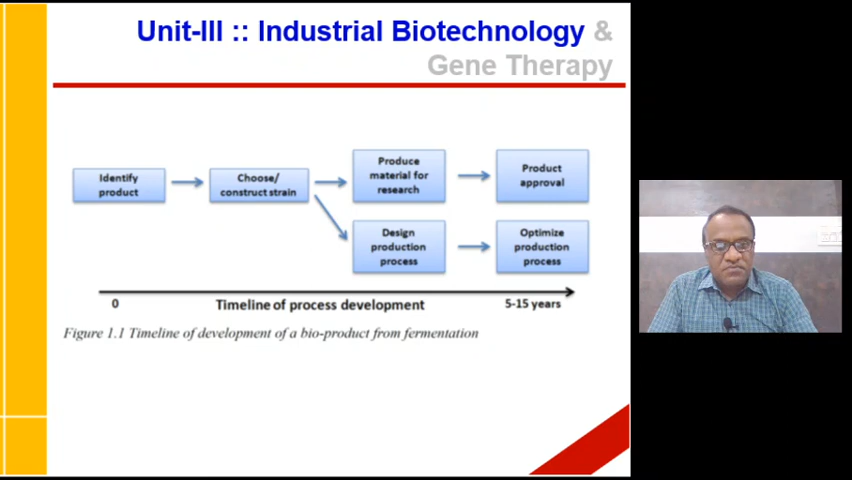 Unit-III :: Industrial Biotechnology &
Gene Therapy
Identify
product
Choose/
construct strain
Produce
material for
research
Product
approval
Design
production
process
Optimize
production
process
0
Timeline of process development
5-15 years
Figure 1.1 Timeline of development of a bio-product from fermentation